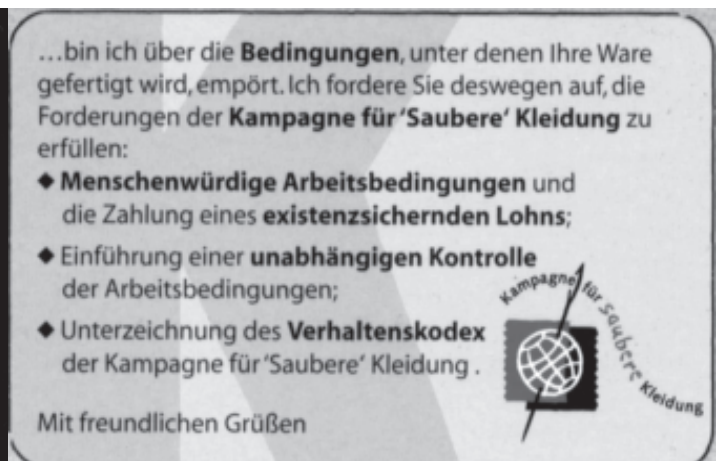 …bin ich über die Bedingungen, unter denen Ihre Ware
gefertigt wird, empört. Ich fordere Sie deswegen auf, die
Forderungen der Kampagne für 'Saubere' Kleidung zu
erfüllen:
◆ Menschenwürdige Arbeitsbedingungen und
die Zahlung eines existenzsichernden Lohns;
◆ Einführung einer unabhängigen Kontrolle
der Arbeitsbedingungen;
◆ Unterzeichnung des Verhaltenskodex
der Kampagne für 'Saubere' Kleidung .
Kampagne für Saubere Kleidung
Mit freundlichen Grüßen